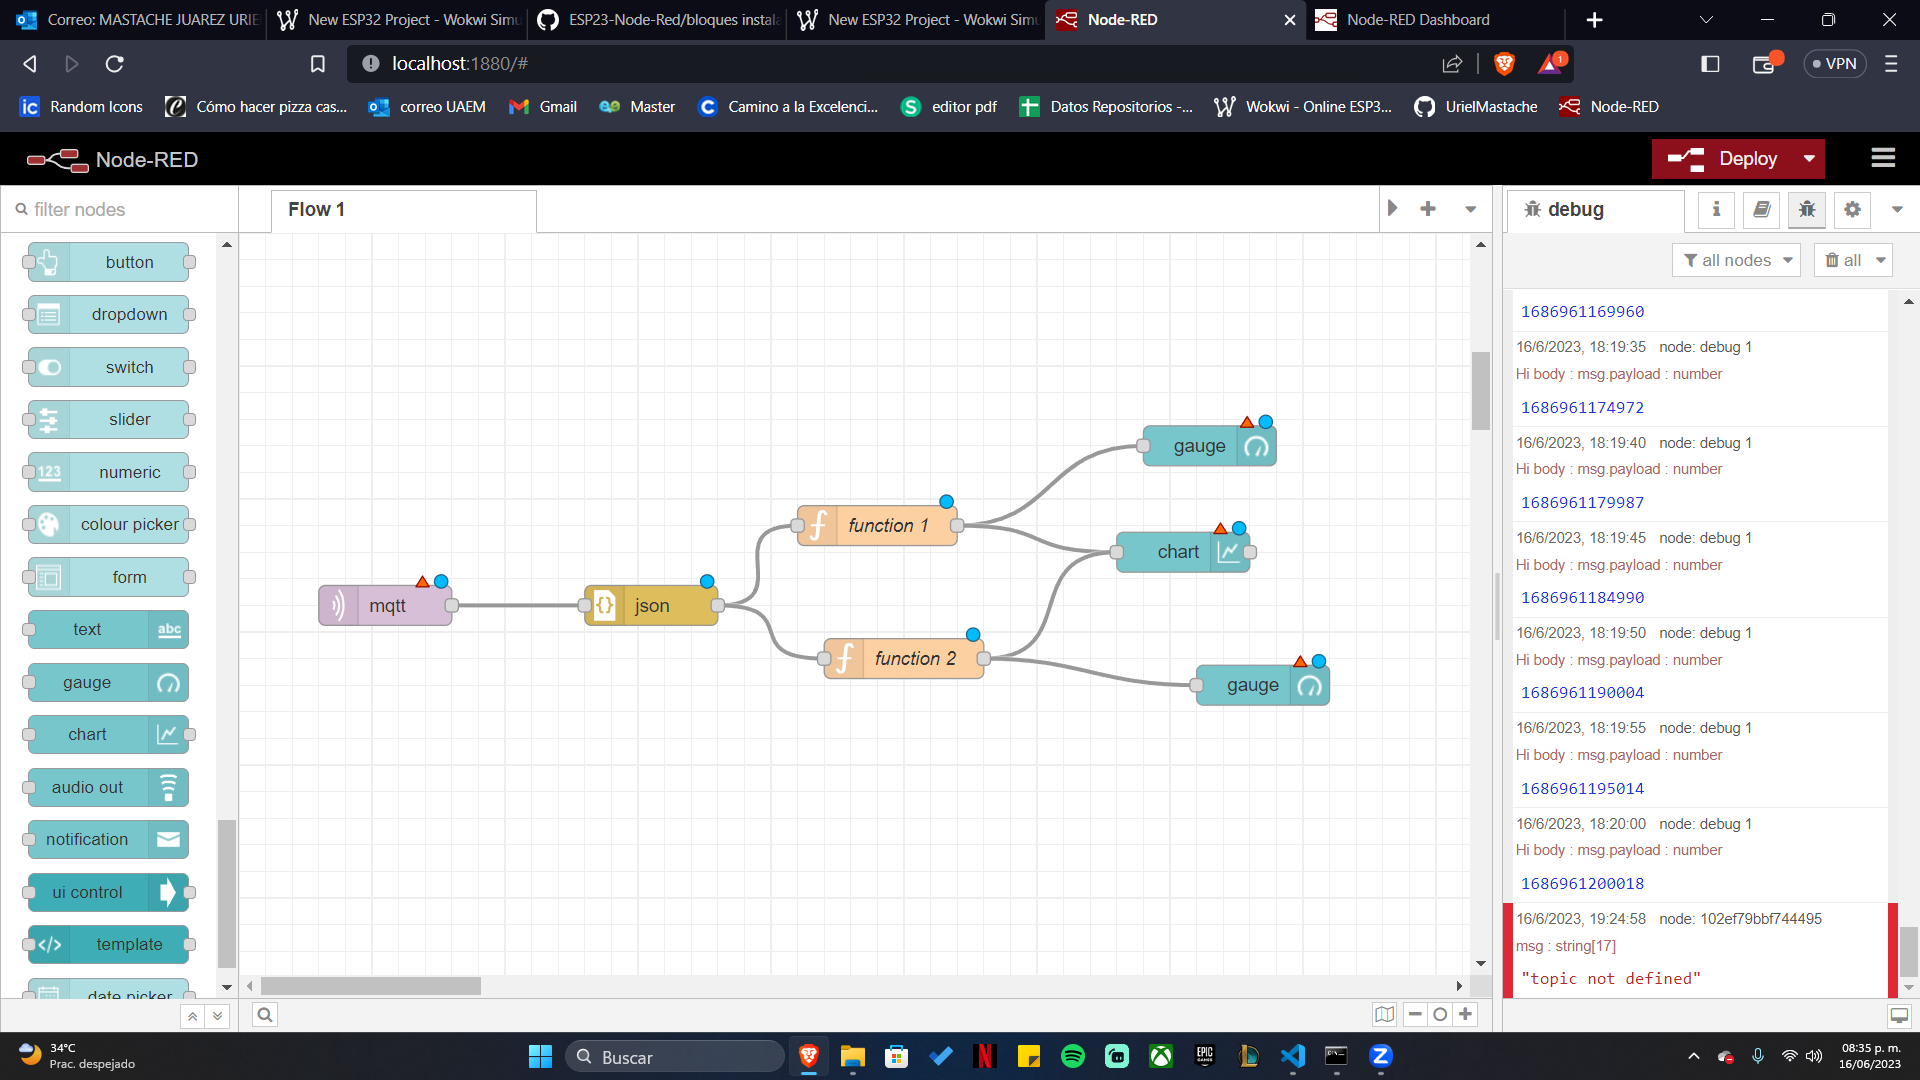 Correo: MASTACHE JUAREZ URIE
New ESP32 Project - Wokwi Simu
ESP23-Node-Red/bloques instala
New ESP32 Project - Wokwi Simu
Node-RED
Node-RED Dashboard
localhost:1880/#
1
VPN
Random Icons
Cómo hacer pizza cas...
correo UAEM
Gmail
Master
Camino a la Excelenci...
editor pdf
Datos Repositorios -...
Wokwi - Online ESP3...
UrielMastache
Node-RED
Node-RED
Deploy
filter nodes
Flow 1
debug
all nodes
all
button
dropdown
switch
slider
123 numeric
colour picker
form
text abc
gauge
chart
audio out
notification
ui control
template
date picker
mqtt
json
function 1
function 2
gauge
chart
gauge
1686961169960
16/6/2023, 18:19:35 node: debug 1
Hi body : msg.payload : number
1686961174972
16/6/2023, 18:19:40 node: debug 1
Hi body : msg.payload : number
1686961179987
16/6/2023, 18:19:45 node: debug 1
Hi body : msg.payload : number
1686961184990
16/6/2023, 18:19:50 node: debug 1
Hi body : msg.payload : number
1686961190004
16/6/2023, 18:19:55 node: debug 1
Hi body : msg.payload : number
1686961195014
16/6/2023, 18:20:00 node: debug 1
Hi body : msg.payload : number
1686961200018
16/6/2023, 19:24:58 node: 102ef79bbf744495
msg : string[17]
"topic not defined"
34°C
Prac. despejado
Buscar
EPIC
GAMES
08:35 p. m.
16/06/2023